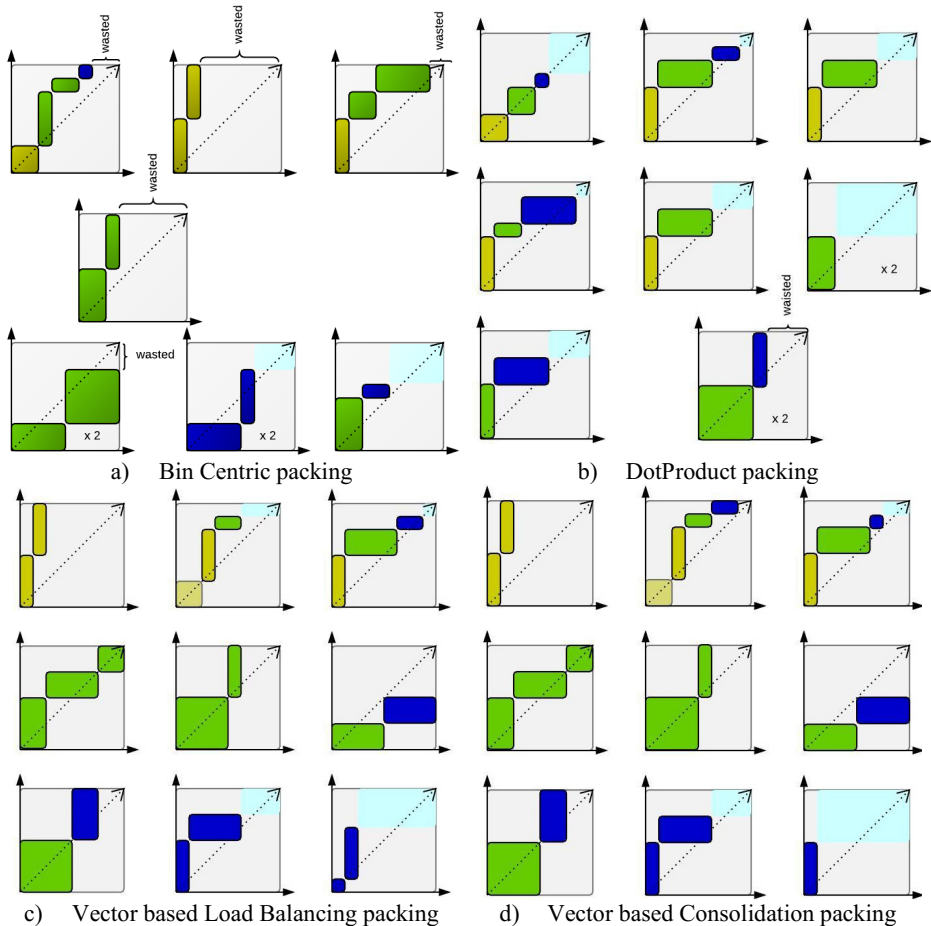 wasted
wasted
wasted
wasted
x 2
waisted
wasted
x 2
x 2
a) Bin Centric packing
b) DotProduct packing
c) Vector based Load Balancing packing
d) Vector based Consolidation packing